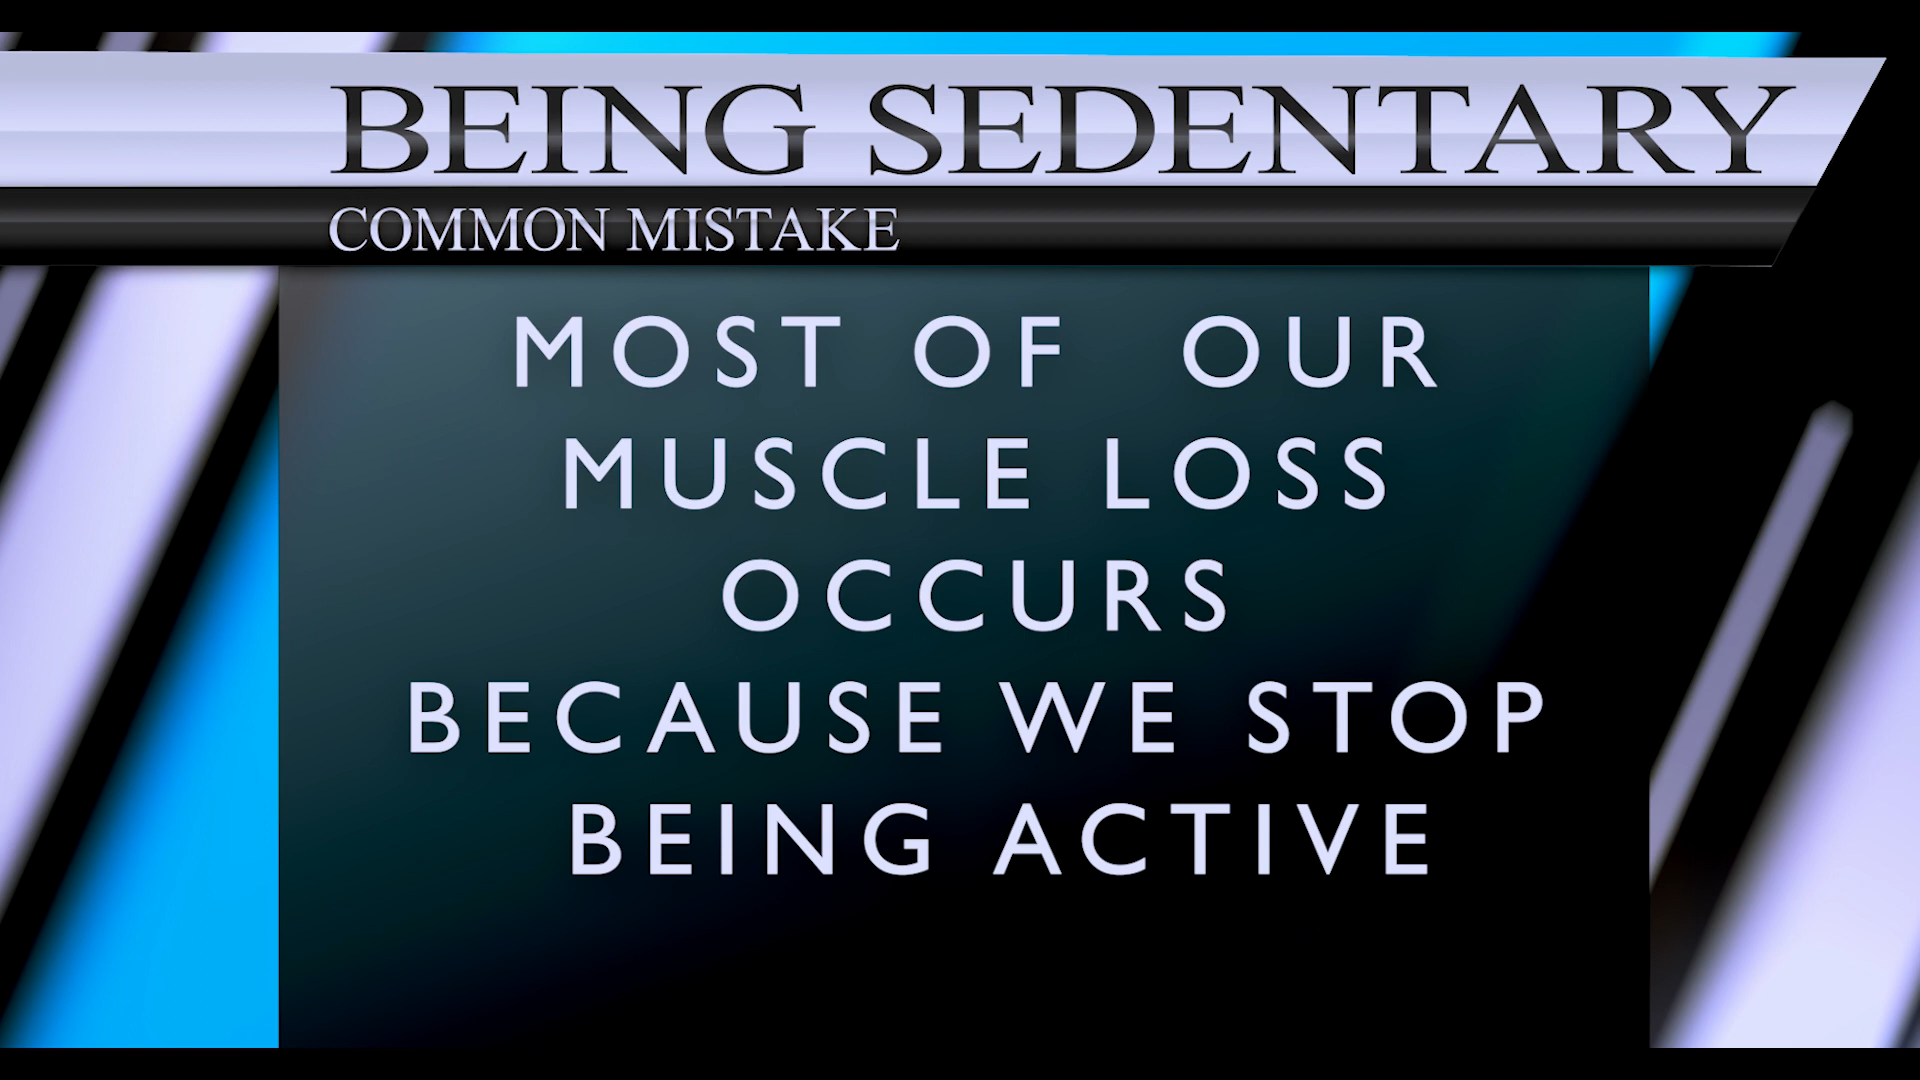 BEING SEDENTARY
COMMON MISTAKE
MOST OF OUR
MUSCLE LOSS
OCCURS
BECAUSE WE STOP
BEING ACTIVE